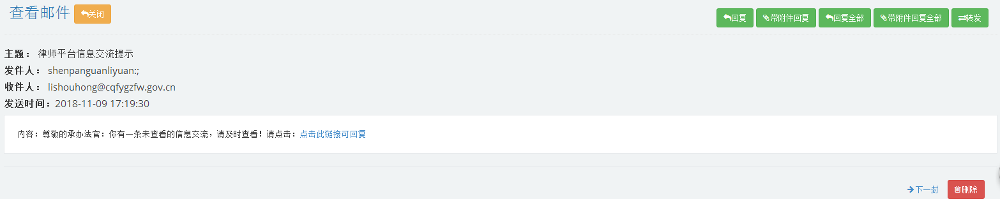 查看邮件 关闭
回复 带附件回复 回复全部 带附件回复全部 转发
主题： 律师平台信息交流提示
发件人： shenpanguanliyuan:;
收件人： lishouhong@cqfygzfw.gov.cn
发送时间：2018-11-09 17:19:30
内容：尊敬的承办法官：你有一条未查看的信息交流，请及时查看！请点击：点击此链接可回复
下一封 删除